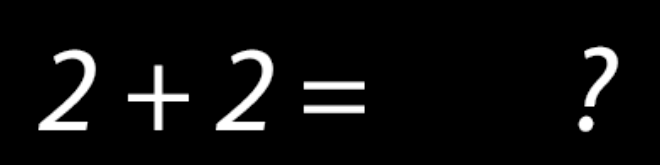 2 + 2 = ?